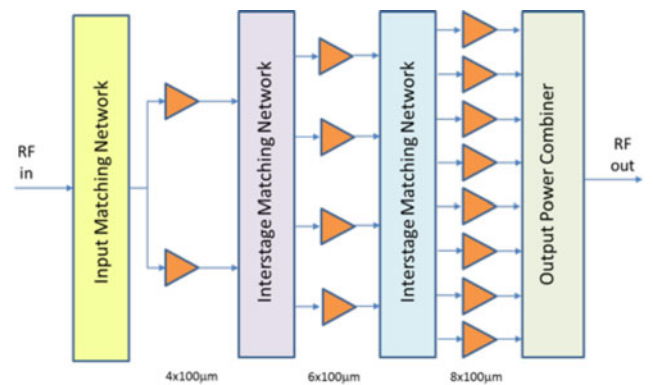 RF
in
Input Matching Network
Interstage Matching Network
Interstage Matching Network
Output Power Combiner
RF
out
4x100μm
6x100μm
8x100μm